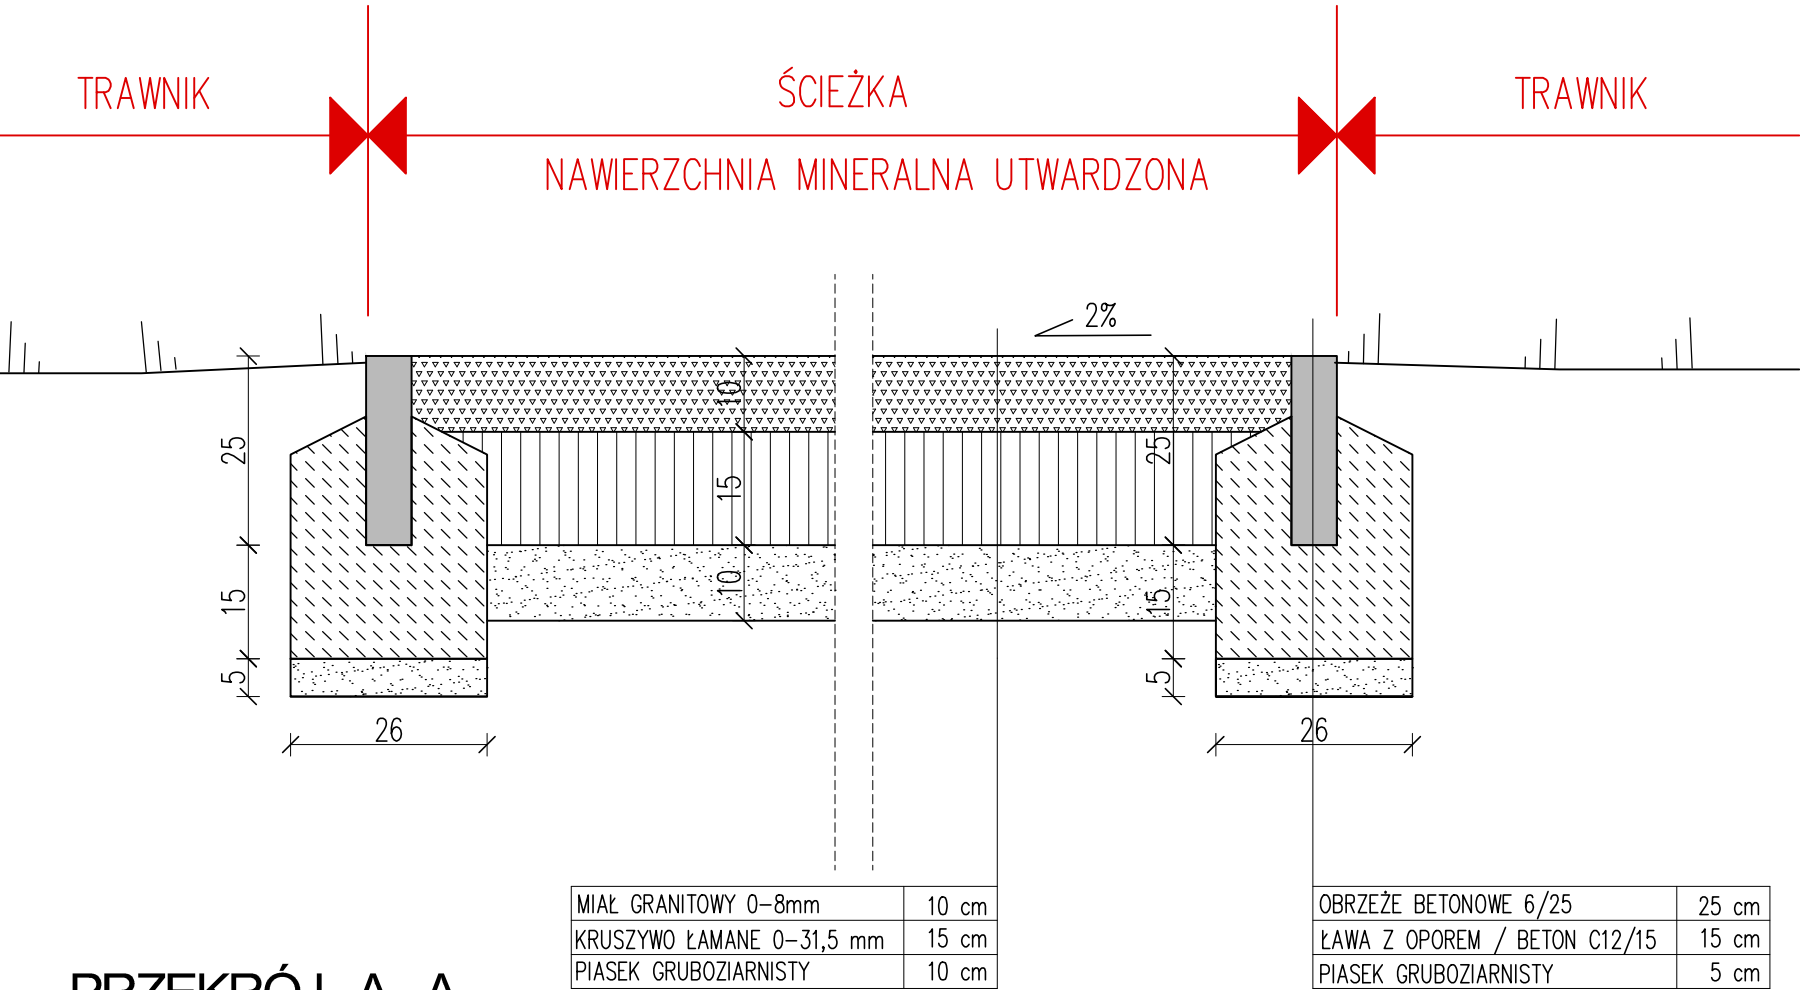 TRAWNIK
ŚCIEŻKA
TRAWNIK
NAWIERZCHNIA MINERALNA UTWARDZONA
2%
25
15
5
26
10
15
10
25
15
5
26
MIAŁ GRANITOWY 0-8mm 10 cm
KRUSZYWO ŁAMANE 0-31,5 mm 15 cm
PIASEK GRUBOZIARNISTY 10 cm
OBRZEŻE BETONOWE 6/25 25 cm
ŁAWA Z OPOREM / BETON C12/15 15 cm
PIASEK GRUBOZIARNISTY 5 cm
PRZEKRÓJ A-A